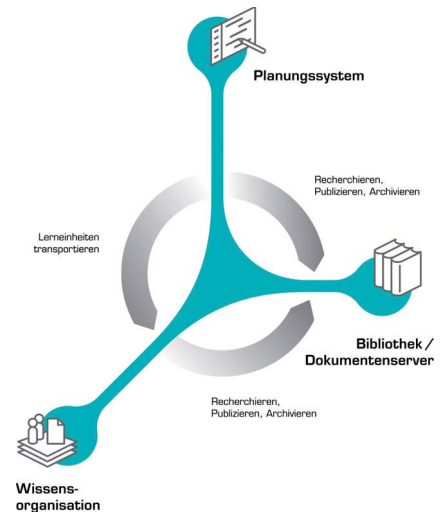 Planungssystem
Recherchieren,
Publizieren, Archivieren
Lerneinheiten
transportieren
Bibliothek /
Dokumentenserver
Recherchieren,
Publizieren, Archivieren
Wissens-
organisation